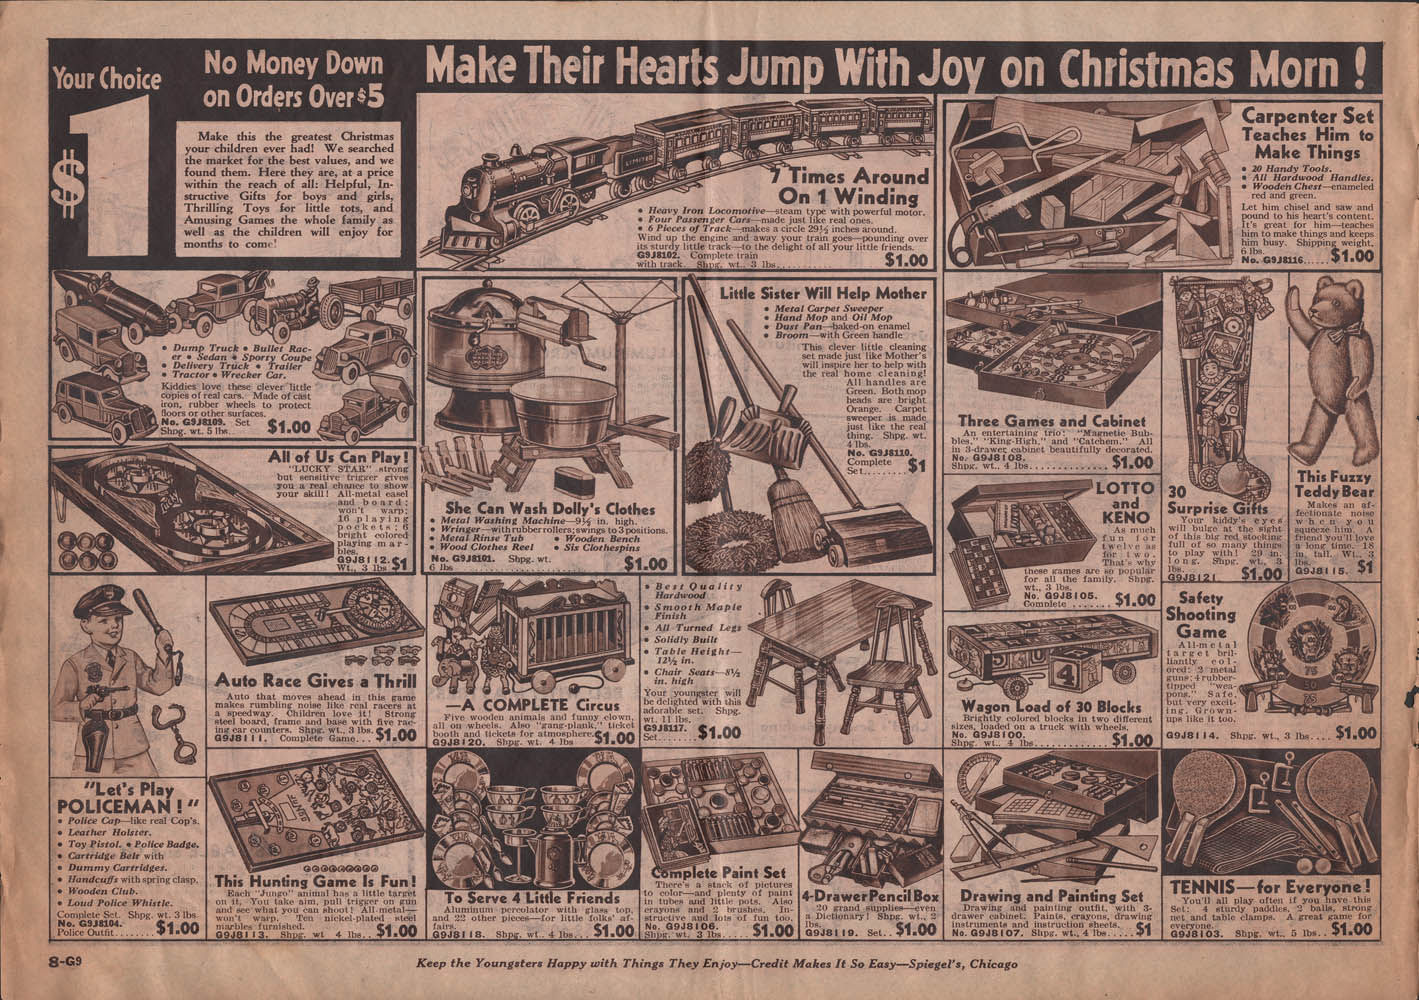 Your Choice
$1
No Money Down
on Orders Over $5
Make this the greatest Christmas
your children ever had! We searched
the market for the best values, and we
found them. Here they are, at a price
within the reach of all: Helpful, In-
structive Gifts for boys and girls,
Thrilling Toys for little tots, and
Amusing Games the whole family as
well as the children will enjoy for
months to come!
Make Their Hearts Jump With Joy on Christmas Morn!
LIMITED
7 Times Around
On 1 Winding
• Heavy Iron Locomotive—steam type with powerful motor.
• Four Passenger Cars—made just like real ones.
• 6 Pieces of Track—makes a circle 29½ inches around.
Wind up the engine and away your train goes—pounding over
its sturdy little track—to the delight of all your little friends.
G9J8102. Complete train
with track. Shpg. wt., 3 lbs. $1.00
Carpenter Set
Teaches Him to
Make Things
• 20 Handy Tools.
• All Hardwood Handles.
• Wooden Chest—enameled
red and green.
Let him chisel and saw and
pound to his heart's content.
It's great for him—teaches
him to make things and keeps
him busy. Shipping weight,
6 lbs.
No. G9J8116 $1.00
• Dump Truck • Bullet Rac-
er • Sedan • Sporty Coupe
• Delivery Truck • Trailer
• Tractor • Wrecker Car.
Kiddies love these clever little
copies of real cars. Made of cast
iron, rubber wheels to protect
floors or other surfaces.
No. G9J8109. Set
Shpg. wt. 5 lbs. $1.00
All of Us Can Play!
"LUCKY STAR" strong
but sensitive trigger gives
you a real chance to show
your skill! All-metal easel
and board:
won't warp;
16 playing
pockets; 6
bright colored
playing mar-
bles.
G9J8112. $1
Wt., 3 lbs.
She Can Wash Dolly's Clothes
• Metal Washing Machine—9½ in. high.
• Wringer—with rubber rollers; swings to 3 positions.
• Metal Rinse Tub • Wooden Bench
• Wood Clothes Reel • Six Clothespins
No. G9J8101. Shpg. wt.
6 lbs. $1.00
Little Sister Will Help Mother
• Metal Carpet Sweeper
• Hand Mop and Oil Mop
• Dust Pan—baked-on enamel
• Broom—with Green handle
This clever little cleaning
set made just like Mother's
will inspire her to help with
the real home cleaning!
All handles are
Green. Both mop
heads are bright
Orange. Carpet
sweeper is made
just like the real
thing. Shpg. wt.
4 lbs.
No. G9J8110.
Complete
Set $1
Three Games and Cabinet
An entertaining trio: "Magnetic Bub-
bles," "King-High," and "Catchem." All
in 3-drawer cabinet beautifully decorated.
No. G9J8108.
Shpg. wt., 4 lbs. $1.00
LOTTO
and
KENO
As much
fun for
twelve as
for two.
That's why
these games are so popular
for all the family. Shpg.
wt., 3 lbs.
No. G9J8105.
Complete $1.00
30
Surprise Gifts
Your kiddy's eyes
will bulge at the sight
of this big red stocking
full of so many things
to play with! 29 in.
long. Shpg. wt., 3
lbs.
G9J8121 $1.00
This Fuzzy
Teddy Bear
Makes an af-
fectionate noise
when you
squeeze him. A
friend you'll love
a long time. 18
in. tall. Wt., 3
lbs.
G9J8115. $1
"Let's Play
POLICEMAN!"
• Police Cap—like real Cop's.
• Leather Holster.
• Toy Pistol. • Police Badge.
• Cartridge Belt with
• Dummy Cartridges.
• Handcuffs with spring clasp.
• Wooden Club.
• Loud Police Whistle.
Complete Set. Shpg. wt. 3 lbs
No. G9J8104.
Police Outfit $1.00
Auto Race Gives a Thrill
Auto that moves ahead in this game
makes rumbling noise like real racers at
a speedway. Children love it! Strong
steel board, frame and base with five rac-
ing car counters. Shpg. wt., 3 lbs.
G9J8111. Complete Game $1.00
—A COMPLETE Circus
Five wooden animals and funny clown,
all on wheels. Also "gang-plank," ticket
booth and tickets for atmosphere.
G9J8120. Shpg. wt. 4 lbs $1.00
• Best Quality
Hardwood
• Smooth Maple
Finish
• All Turned Legs
• Solidly Built
• Table Height—
12½ in.
• Chair Seats—8½
in. high
Your youngster will
be delighted with this
adorable set. Shpg.
wt. 11 lbs.
G9J8117.
Set $1.00
Wagon Load of 30 Blocks
Brightly colored blocks in two different
sizes, loaded on a truck with wheels.
No. G9J8100.
Shpg. wt., 4 lbs. $1.00
Safety
Shooting
Game
All-metal
target bril-
liantly col-
ored; 2 metal
guns; 4 rubber-
tipped "wea-
pons." Safe,
but very excit-
ing. Grown-
ups like it too.
G9J8114. Shpg. wt., 3 lbs. $1.00
This Hunting Game Is Fun!
Each "Jungo" animal has a little target
on it. You take aim, pull trigger on gun
and see what you can shoot! All-metal—
won't warp. Ten nickel-plated steel
marbles furnished.
G9J8113. Shpg. wt 4 lbs. $1.00
To Serve 4 Little Friends
Aluminum percolator with glass top,
and 22 other pieces—for little folks' af-
fairs.
G9J8118. Shpg. wt., 4 lbs. $1.00
Complete Paint Set
There's a stack of pictures
to color—and plenty of paint
in tubes and little pots. Also
crayons and 2 brushes. In-
structive and lots of fun too.
No. G9J8106.
Shpg. wt. 3 lbs. $1.00
4-Drawer Pencil Box
20 grand supplies—even
a Dictionary! Shpg. wt., 2
lbs.
G9J8119. Set $1.00
Drawing and Painting Set
Drawing and painting outfit, with 3-
drawer cabinet. Paints, crayons, drawing
instruments and instruction sheets.
No. G9J8107. Shpg. wt., 4 lbs. $1
TENNIS—for Everyone!
You'll all play often if you have this
Set: 4 sturdy paddles, 2 balls, strong
net and table clamps. A great game for
everyone.
G9J8103. Shpg. wt., 5 lbs. $1.00
8-G9
Keep the Youngsters Happy with Things They Enjoy—Credit Makes It So Easy—Spiegel's, Chicago